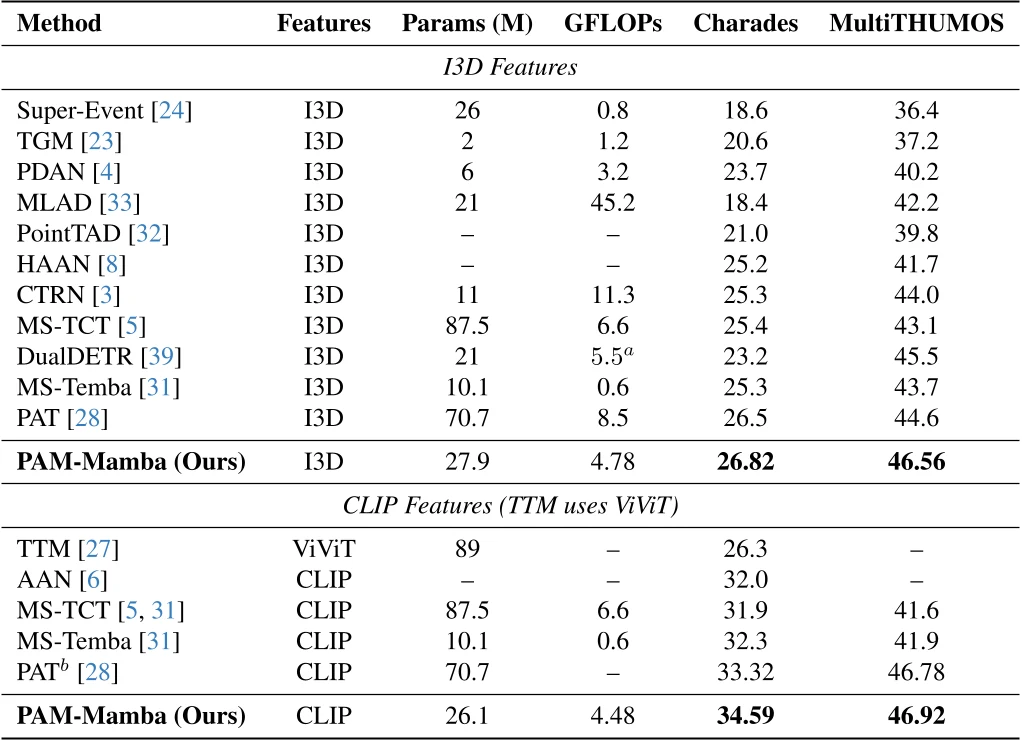 Method Features Params (M) GFLOPs Charades MultiTHUMOS
I3D Features
Super-Event [24] I3D 26 0.8 18.6 36.4
TGM [23] I3D 2 1.2 20.6 37.2
PDAN [4] I3D 6 3.2 23.7 40.2
MLAD [33] I3D 21 45.2 18.4 42.2
PointTAD [32] I3D – – 21.0 39.8
HAAN [8] I3D – – 25.2 41.7
CTRN [3] I3D 11 11.3 25.3 44.0
MS-TCT [5] I3D 87.5 6.6 25.4 43.1
DualDETR [39] I3D 21 5.5a 23.2 45.5
MS-Temba [31] I3D 10.1 0.6 25.3 43.7
PAT [28] I3D 70.7 8.5 26.5 44.6
PAM-Mamba (Ours) I3D 27.9 4.78 26.82 46.56
CLIP Features (TTM uses ViViT)
TTM [27] ViViT 89 – 26.3 –
AAN [6] CLIP – – 32.0 –
MS-TCT [5, 31] CLIP 87.5 6.6 31.9 41.6
MS-Temba [31] CLIP 10.1 0.6 32.3 41.9
PATb [28] CLIP 70.7 – 33.32 46.78
PAM-Mamba (Ours) CLIP 26.1 4.48 34.59 46.92